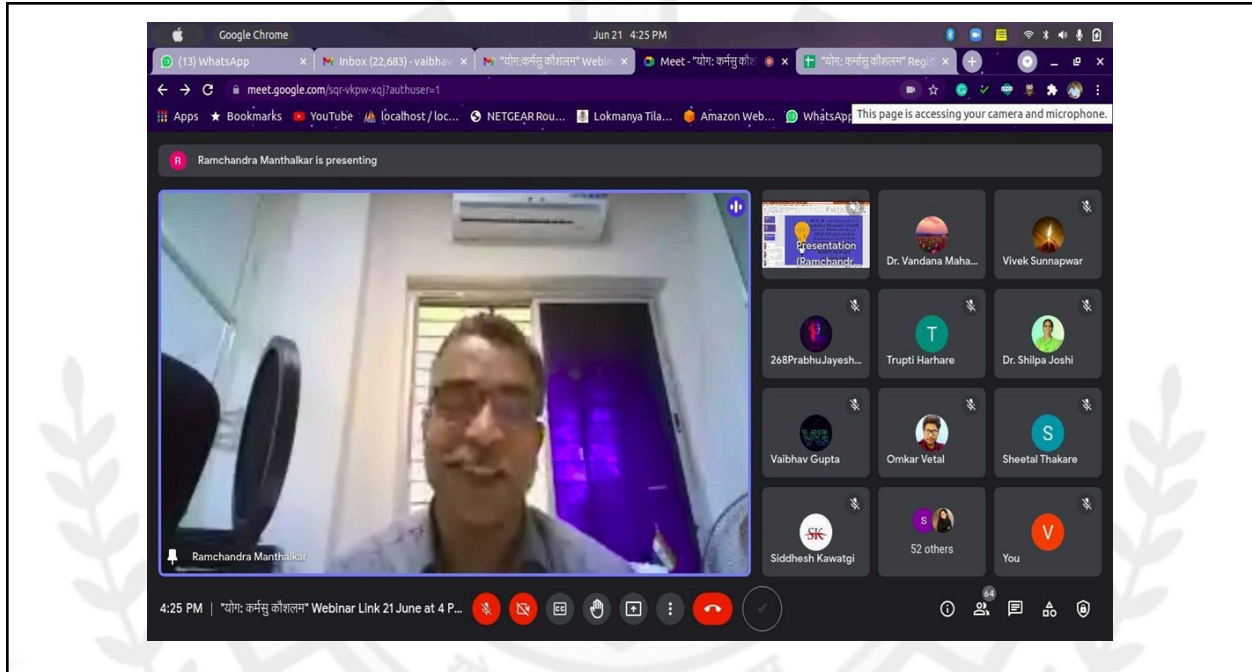 Google Chrome
Jun 21 4:25 PM
(13) WhatsApp
Inbox (22,683) - vaibhav
"योग:कर्मसु कौशलम" Webin
Meet - "योग: कर्मसु कौश
"योग: कर्मसु कौशलम" Regis
meet.google.com/sqr-vkpw-xqj?authuser=1
Apps
Bookmarks
YouTube
localhost / loc...
NETGEAR Rou...
Lokmanya Tila...
Amazon Web...
WhatsApp
This page is accessing your camera and microphone.
R
Ramchandra Manthalkar is presenting
Presentation
(Ramchandr...
Dr. Vandana Maha...
Vivek Sunnapwar
268PrabhuJayesh...
T
Trupti Harhare
Dr. Shilpa Joshi
Vaibhav Gupta
Omkar Vetal
S
Sheetal Thakare
SK
Siddhesh Kawatgi
S
52 others
V
You
Ramchandra Manthalkar
4:25 PM | "योग: कर्मसु कौशलम" Webinar Link 21 June at 4 P...
CC
64